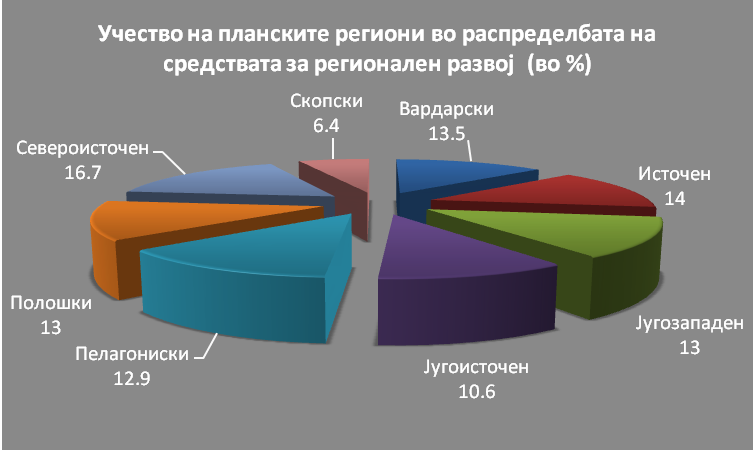 Учество на планските региони во распределбата на
средствата за регионален развој (во %)
Скопски
6.4
Вардарски
13.5
Североисточен
16.7
Источен
14
Полошки
13
Југозападен
13
Пелагониски
12.9
Југоисточен
10.6